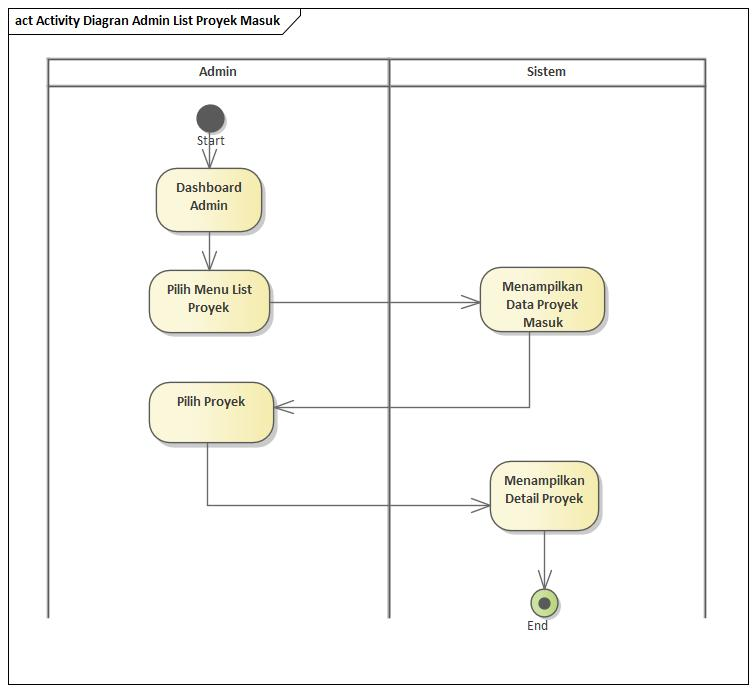 act Activity Diagran Admin List Proyek Masuk
Admin
Sistem
Start
Dashboard
Admin
Pilih Menu List
Proyek
Menampilkan
Data Proyek
Masuk
Pilih Proyek
Menampilkan
Detail Proyek
End